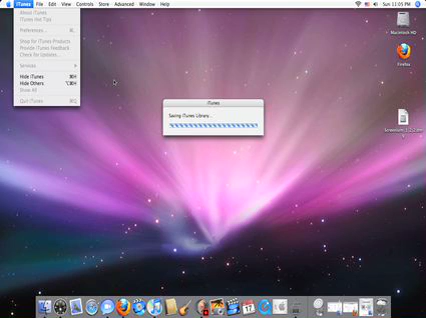 iTunes File Edit View Controls Store Advanced Window Help
Sun 11:05 PM
About iTunes
iTunes Hot Tips
Preferences...
Shop for iTunes Products
Provide iTunes Feedback
Check for Updates...
Services
Hide iTunes ⌘H
Hide Others ⌥⌘H
Show All
Quit iTunes ⌘Q
iTunes
Saving iTunes Library...
Macintosh HD
Firefox
17